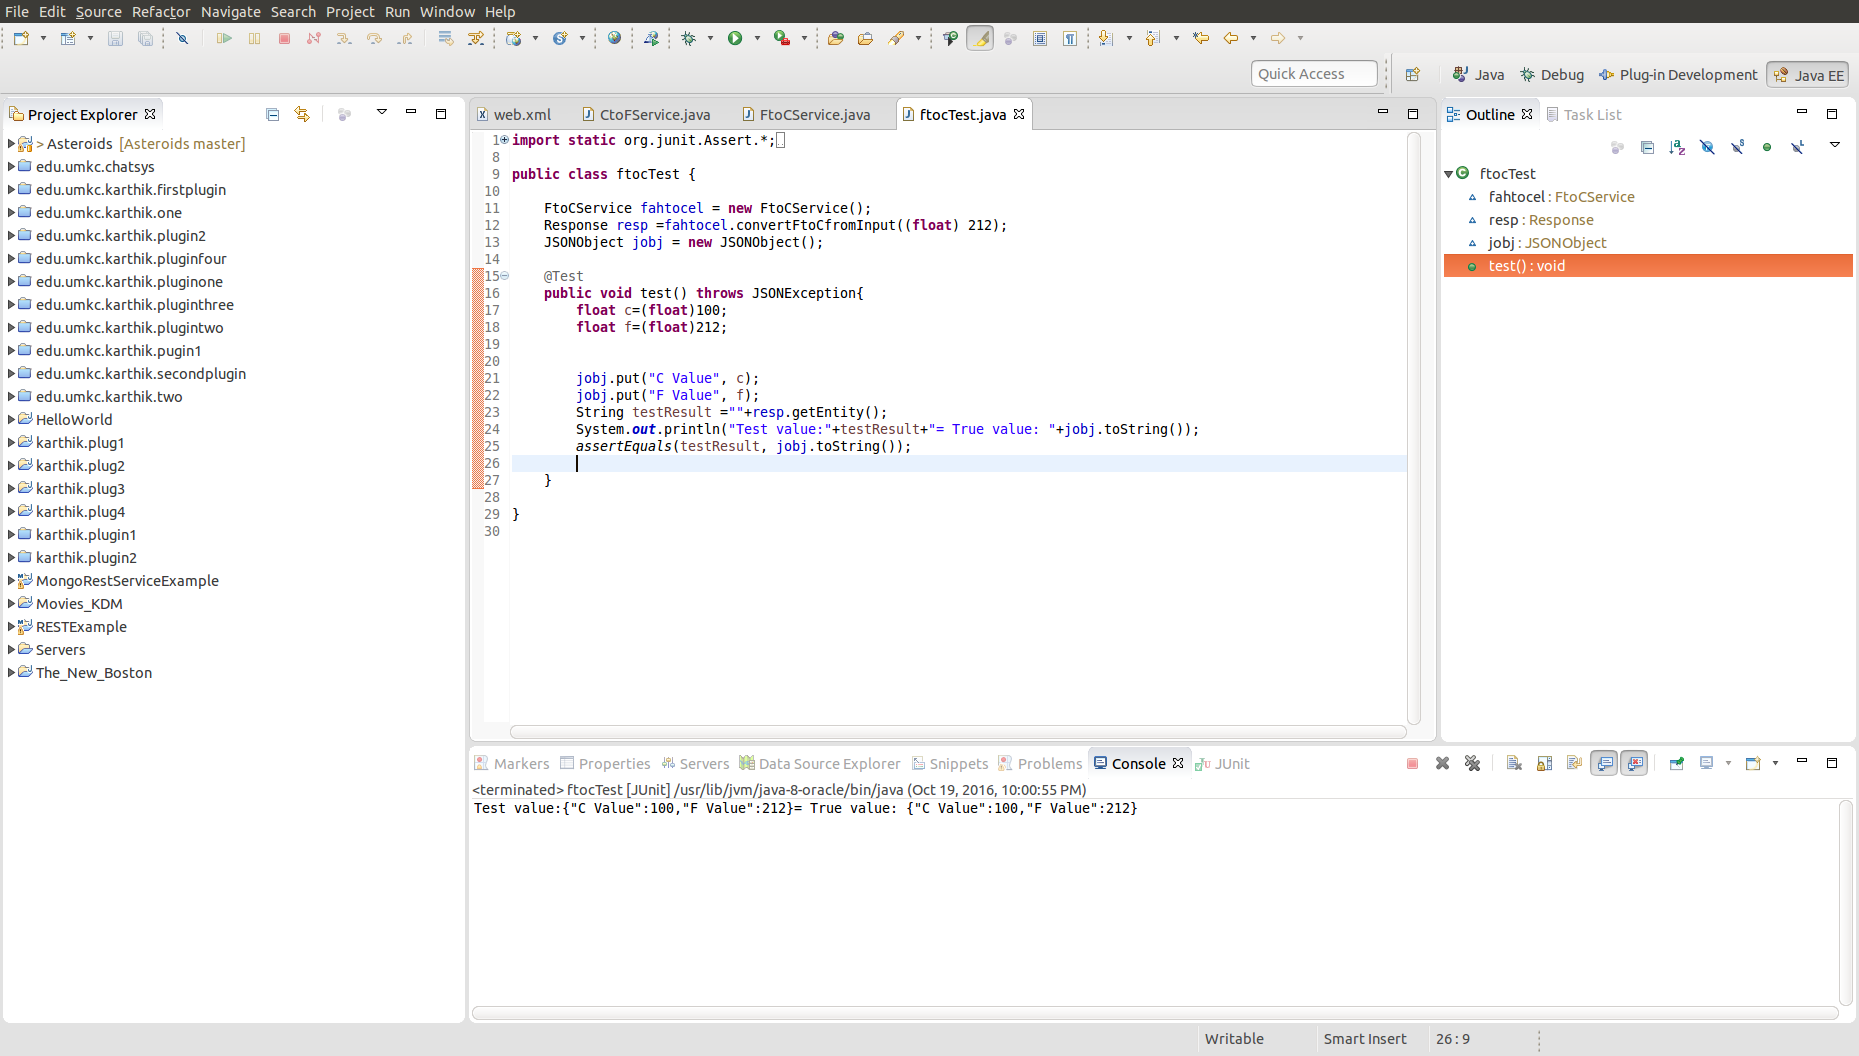 File Edit Source Refactor Navigate Search Project Run Window Help
Quick Access
Java Debug Plug-in Development Java EE
Project Explorer
> Asteroids [Asteroids master]
edu.umkc.chatsys
edu.umkc.karthik.firstplugin
edu.umkc.karthik.one
edu.umkc.karthik.plugin2
edu.umkc.karthik.pluginfour
edu.umkc.karthik.pluginone
edu.umkc.karthik.pluginthree
edu.umkc.karthik.plugintwo
edu.umkc.karthik.pugin1
edu.umkc.karthik.secondplugin
edu.umkc.karthik.two
HelloWorld
karthik.plug1
karthik.plug2
karthik.plug3
karthik.plug4
karthik.plugin1
karthik.plugin2
MongoRestServiceExample
Movies_KDM
RESTExample
Servers
The_New_Boston
web.xml CtoFService.java FtoCService.java ftocTest.java
1 import static org.junit.Assert.*;
8
9 public class ftocTest {
10
11 FtoCService fahtocel = new FtoCService();
12 Response resp =fahtocel.convertFtoCfromInput((float) 212);
13 JSONObject jobj = new JSONObject();
14
15 @Test
16 public void test() throws JSONException{
17 float c=(float)100;
18 float f=(float)212;
19
20
21 jobj.put("C Value", c);
22 jobj.put("F Value", f);
23 String testResult =""+resp.getEntity();
24 System.out.println("Test value:"+testResult+"= True value: "+jobj.toString());
25 assertEquals(testResult, jobj.toString());
26
27 }
28
29 }
30
Outline Task List
ftocTest
fahtocel : FtoCService
resp : Response
jobj : JSONObject
test() : void
Markers Properties Servers Data Source Explorer Snippets Problems Console JUnit
<terminated> ftocTest [JUnit] /usr/lib/jvm/java-8-oracle/bin/java (Oct 19, 2016, 10:00:55 PM)
Test value:{"C Value":100,"F Value":212}= True value: {"C Value":100,"F Value":212}
Writable Smart Insert 26 : 9